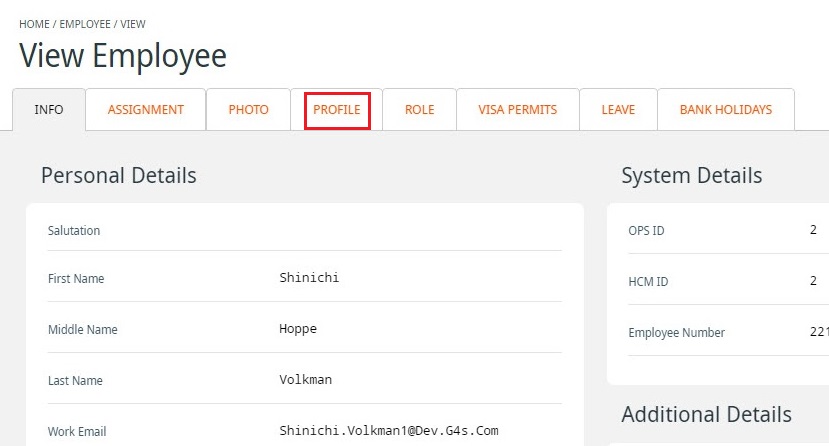 HOME / EMPLOYEE / VIEW
View Employee
INFO ASSIGNMENT PHOTO PROFILE ROLE VISA PERMITS LEAVE BANK HOLIDAYS
Personal Details
Salutation
First Name Shinichi
Middle Name Hoppe
Last Name Volkman
Work Email Shinichi.Volkman1@Dev.G4s.Com
System Details
OPS ID 2
HCM ID 2
Employee Number 221
Additional Details